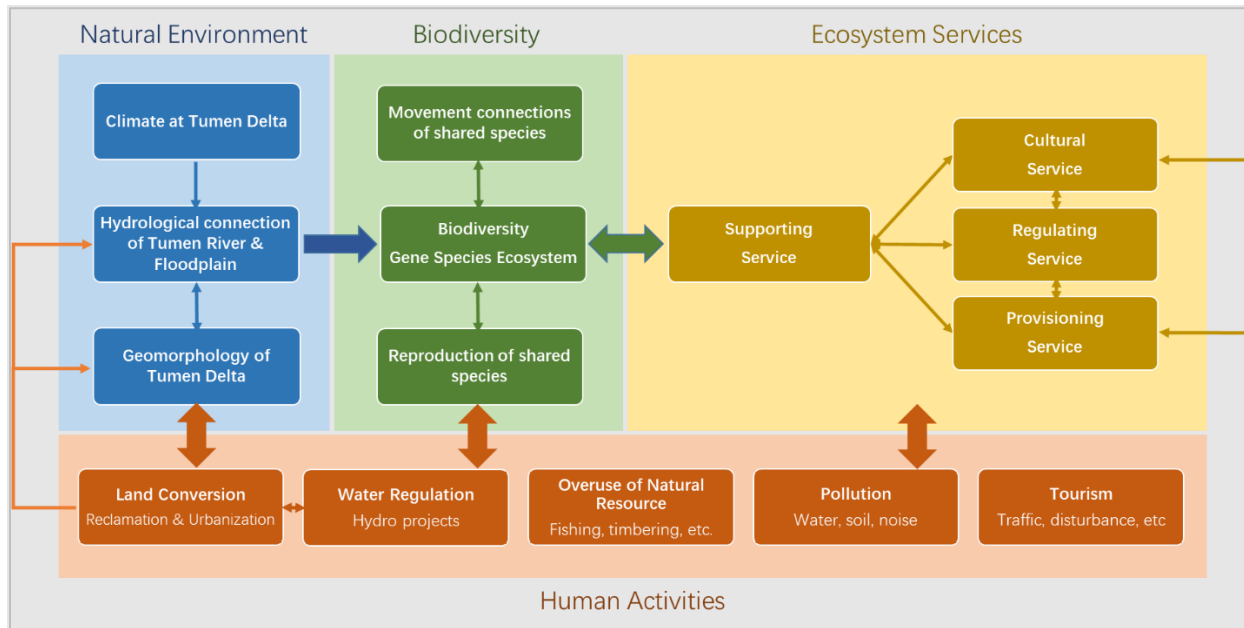 Natural Environment
Biodiversity
Ecosystem Services
Climate at Tumen Delta
Hydrological connection
of Tumen River &
Floodplain
Geomorphology of
Tumen Delta
Movement connections
of shared species
Biodiversity
Gene Species Ecosystem
Reproduction of shared
species
Supporting
Service
Cultural
Service
Regulating
Service
Provisioning
Service
Land Conversion
Reclamation & Urbanization
Water Regulation
Hydro projects
Overuse of Natural
Resource
Fishing, timbering, etc.
Pollution
Water, soil, noise
Tourism
Traffic, disturbance, etc
Human Activities